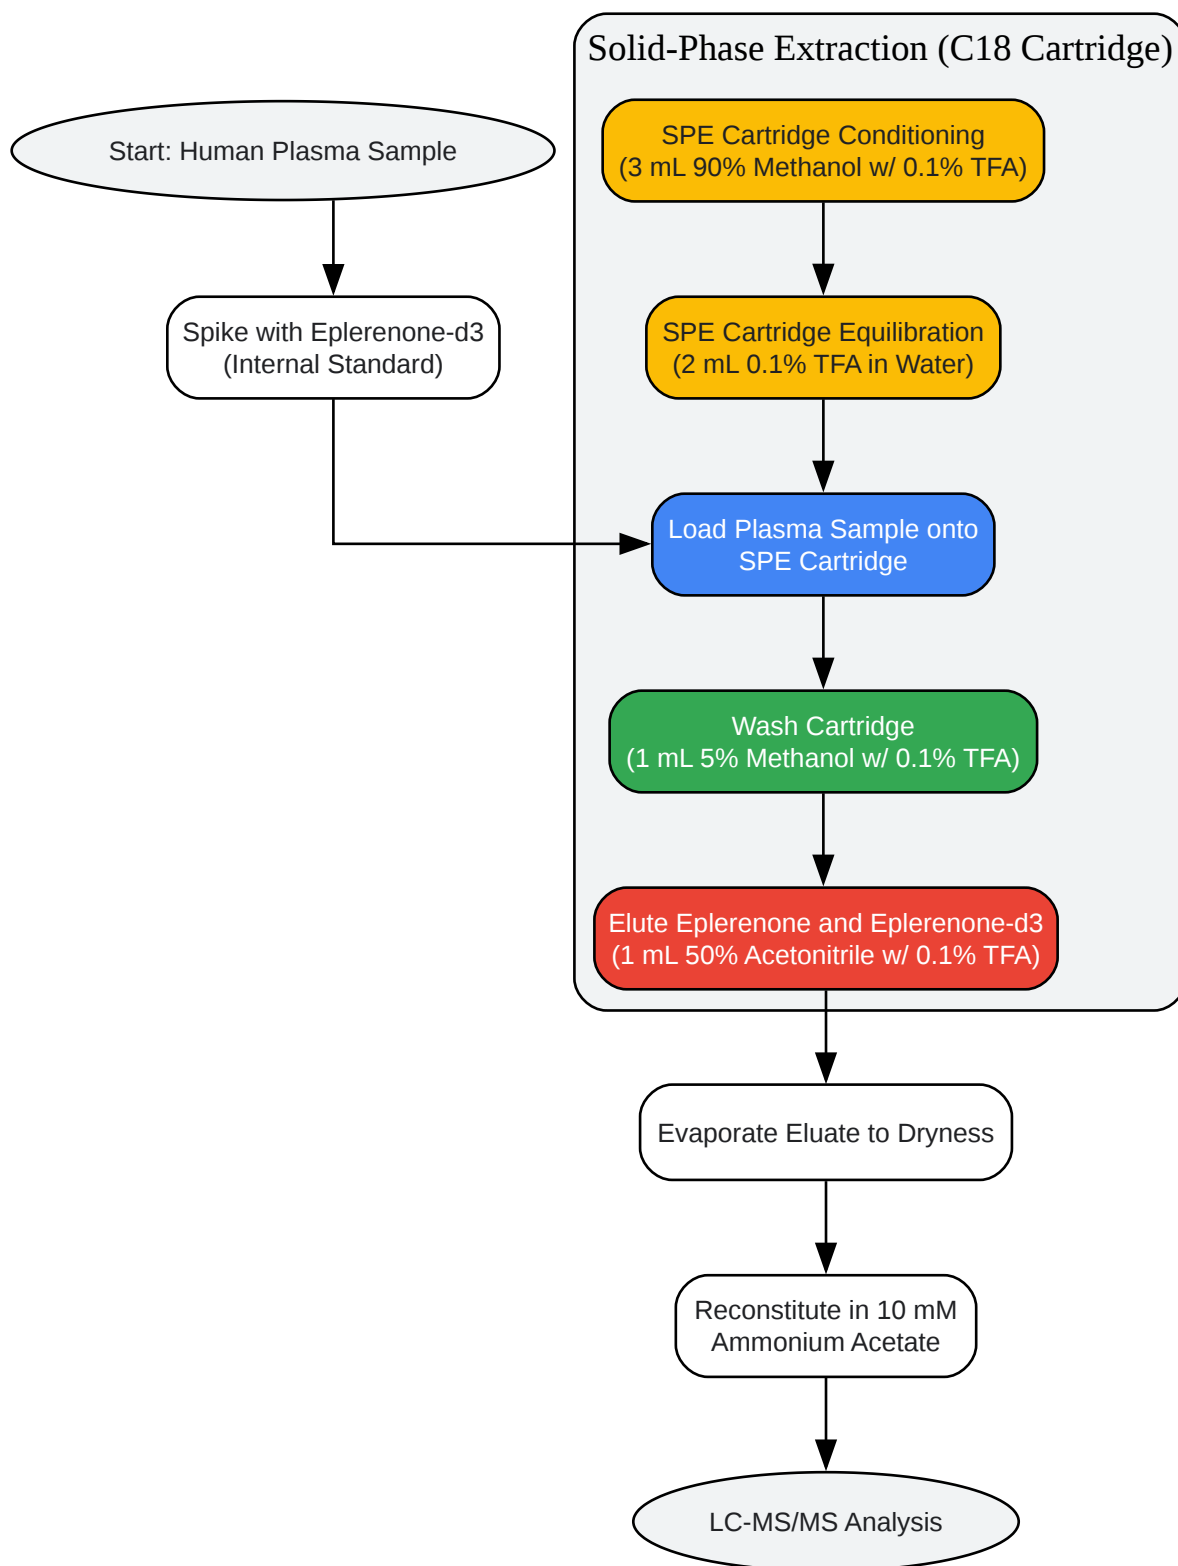 Solid-Phase Extraction (C18 Cartridge)
Start: Human Plasma Sample
SPE Cartridge Conditioning
(3 mL 90% Methanol w/ 0.1% TFA)
Spike with Eplerenone-d3
(Internal Standard)
SPE Cartridge Equilibration
(2 mL 0.1% TFA in Water)
Load Plasma Sample onto
SPE Cartridge
Wash Cartridge
(1 mL 5% Methanol w/ 0.1% TFA)
Elute Eplerenone and Eplerenone-d3
(1 mL 50% Acetonitrile w/ 0.1% TFA)
Evaporate Eluate to Dryness
Reconstitute in 10 mM
Ammonium Acetate
LC-MS/MS Analysis